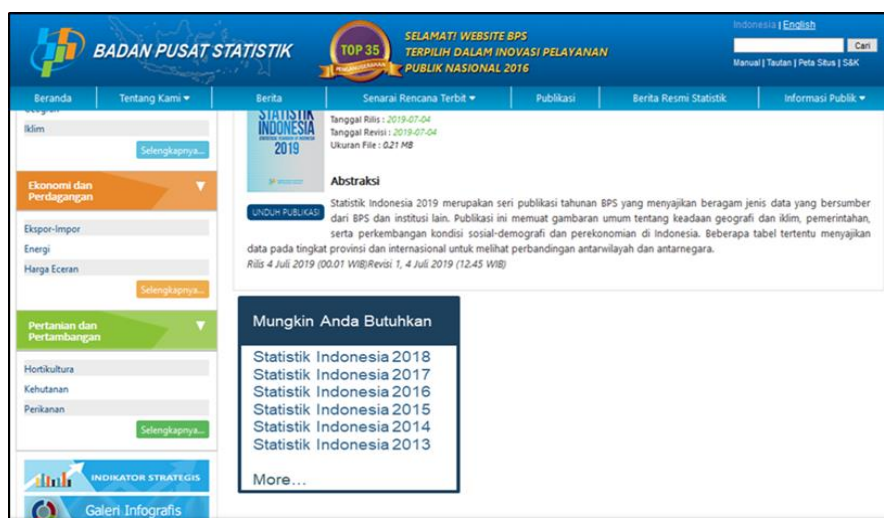 BADAN PUSAT STATISTIK
TOP 35
SELAMAT! WEBSITE BPS
TERPILIH DALAM INOVASI PELAYANAN
PUBLIK NASIONAL 2016
Indonesia | English
Cari
Manual | Tautan | Peta Situs | S&K
Beranda
Tentang Kami
Berita
Senarai Rencana Terbit
Publikasi
Berita Resmi Statistik
Informasi Publik
Iklim
Selengkapnya...
Ekonomi dan
Perdagangan
Ekspor-Impor
Energi
Harga Eceran
Selengkapnya...
Pertanian dan
Pertambangan
Hortikultura
Kehutanan
Perikanan
Selengkapnya...
INDIKATOR STRATEGIS
Galeri Infografis
STATISTIK
INDONESIA
2019
UNDUH PUBLIKASI
Tanggal Rilis : 2019-07-04
Tanggal Revisi : 2019-07-04
Ukuran File : 0.21 MB
Abstraksi
Statistik Indonesia 2019 merupakan seri publikasi tahunan BPS yang menyajikan beragam jenis data yang bersumber
dari BPS dan institusi lain. Publikasi ini memuat gambaran umum tentang keadaan geografi dan iklim, pemerintahan,
serta perkembangan kondisi sosial-demografi dan perekonomian di Indonesia. Beberapa tabel tertentu menyajikan
data pada tingkat provinsi dan internasional untuk melihat perbandingan antarwilayah dan antarnegara.
Rilis 4 Juli 2019 (00.01 WIB)Revisi 1, 4 Juli 2019 (12.45 WIB)
Mungkin Anda Butuhkan
Statistik Indonesia 2018
Statistik Indonesia 2017
Statistik Indonesia 2016
Statistik Indonesia 2015
Statistik Indonesia 2014
Statistik Indonesia 2013
More...